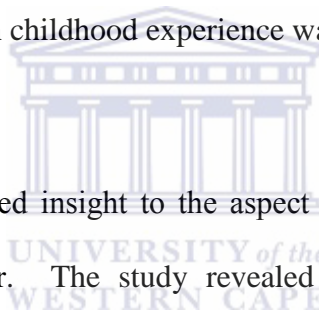 childhood experience wa
ed insight to the aspect
UNIVERSITY of the
r. The study revealed
WESTERN CAPE